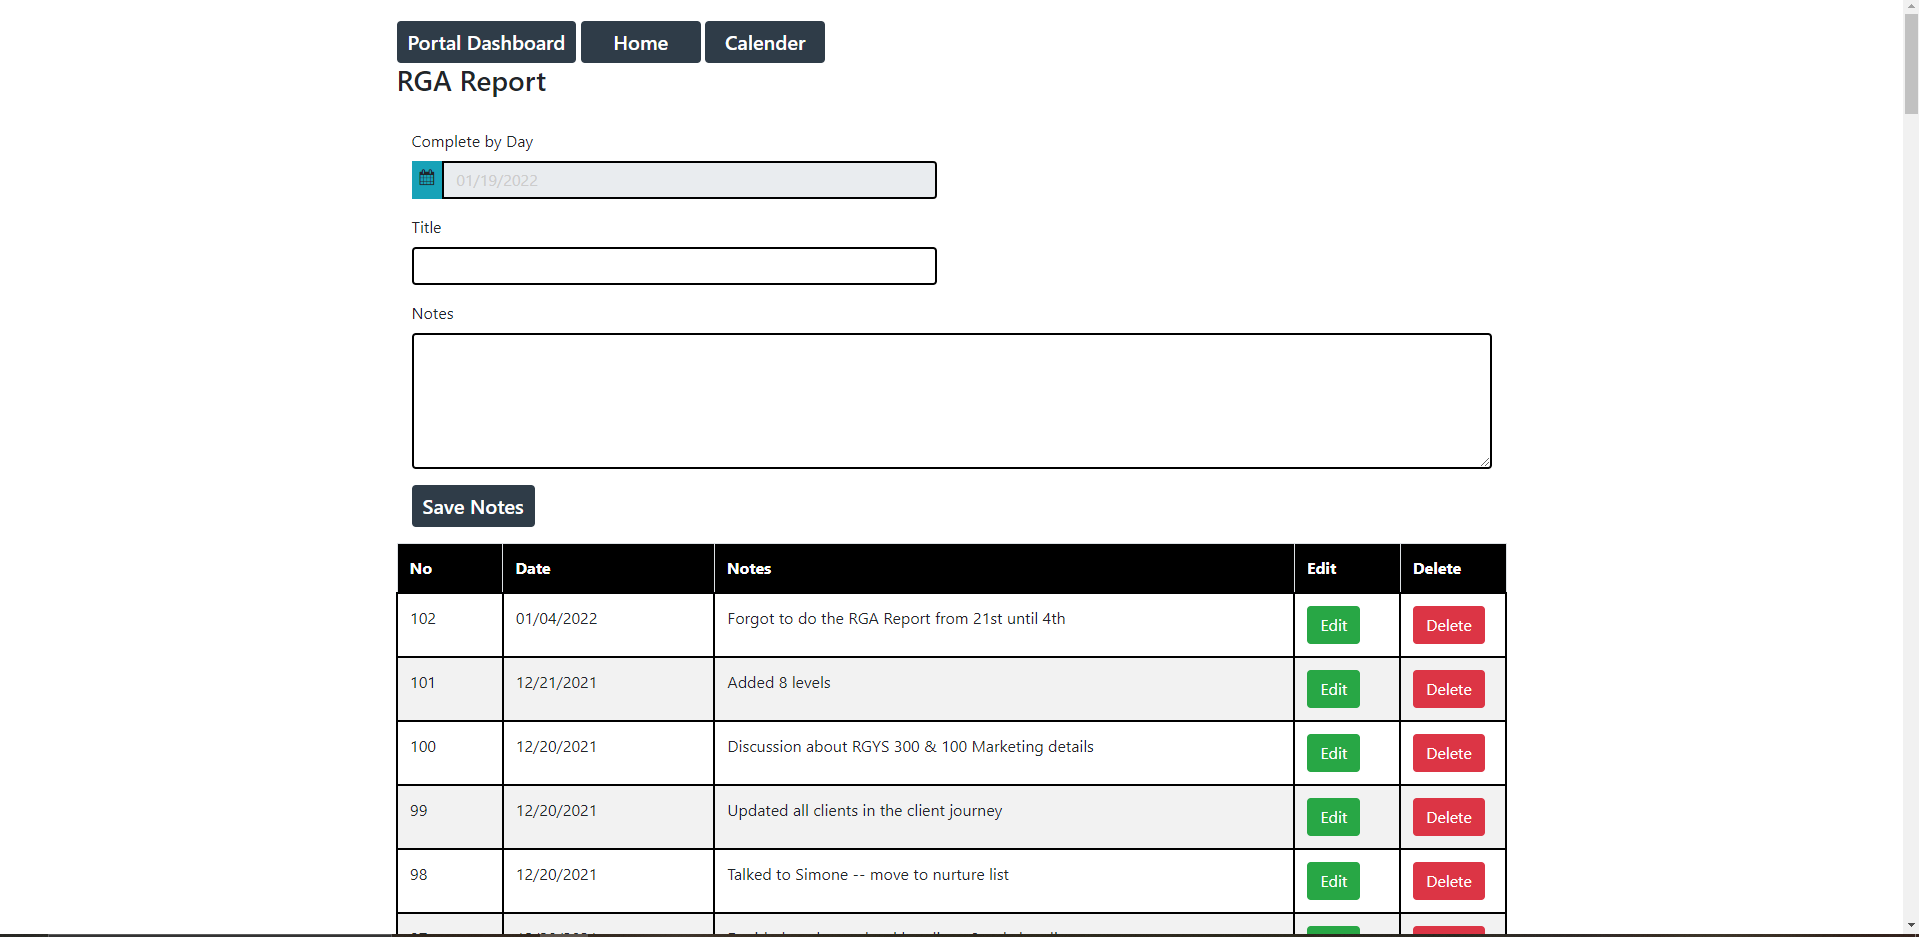 Portal Dashboard Home Calender
RGA Report
Complete by Day
01/19/2022
Title
Notes
Save Notes
No Date Notes Edit Delete
102 01/04/2022 Forgot to do the RGA Report from 21st until 4th Edit Delete
101 12/21/2021 Added 8 levels Edit Delete
100 12/20/2021 Discussion about RGYS 300 & 100 Marketing details Edit Delete
99 12/20/2021 Updated all clients in the client journey Edit Delete
98 12/20/2021 Talked to Simone -- move to nurture list Edit Delete